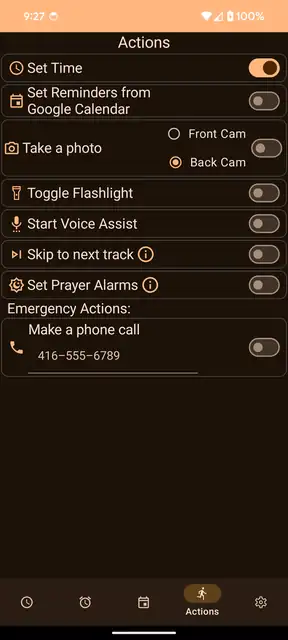 9:27
100%
Actions
Set Time
Set Reminders from
Google Calendar
Front Cam
Take a photo
Back Cam
Toggle Flashlight
Start Voice Assist
Skip to next track
Set Prayer Alarms
Emergency Actions:
Make a phone call
416-555-6789
Actions